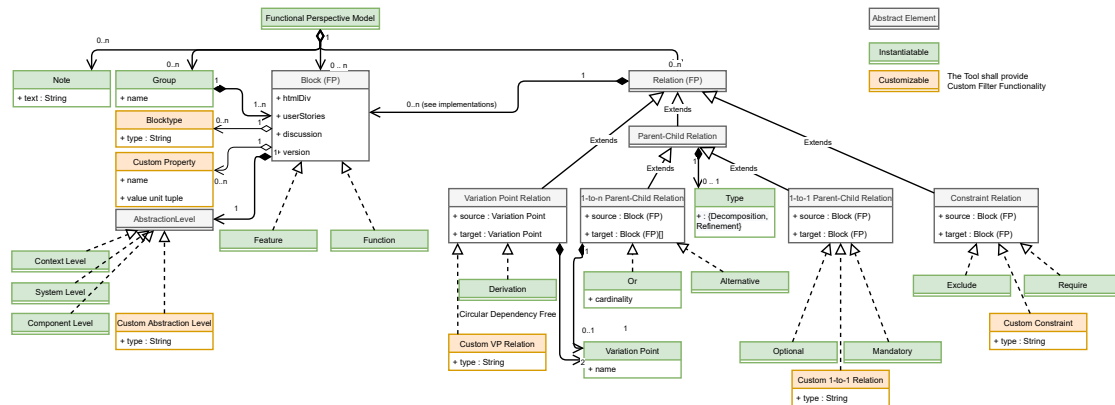 Functional Perspective Model
Abstract Element
Instantiatable
Customizable
The Tool shall provide
Custom Filter Functionality
1
0..n
0..n
0 .. n
0..n
Note
+ text : String
Group
+ name
1
1..n
Block (FP)
+ htmlDiv
+ userStories
+ discussion
+ version
0..n (see implementations)
1
Relation (FP)
Extends
Extends
Extends
Blocktype
+ type : String
0..n
1
Custom Property
+ name
+ value unit tuple
1
0..n
1
1
AbstractionLevel
Parent-Child Relation
Extends
Extends
1
0 .. 1
Variation Point Relation
+ source : Variation Point
+ target : Variation Point
1-to-n Parent-Child Relation
+ source : Block (FP)
+ target : Block (FP)[]
Type
+ : {Decomposition,
Refinement}
1-to-1 Parent-Child Relation
+ source : Block (FP)
+ target : Block (FP)
Constraint Relation
+ source : Block (FP)
+ target : Block (FP)
Feature
Function
Context Level
System Level
Component Level
Custom Abstraction Level
+ type : String
1
1
Derivation
Circular Dependency Free
Or
+ cardinality
Alternative
Exclude
Require
Custom VP Relation
+ type : String
0..1
1
2
Variation Point
+ name
Optional
Mandatory
Custom 1-to-1 Relation
+ type : String
Custom Constraint
+ type : String